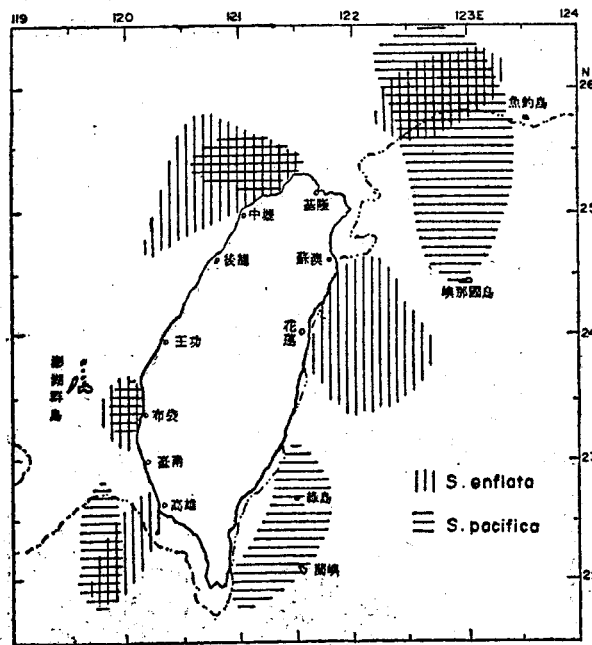 119 120 121 122 123E 124
N
26
魚釣島
25
基隆
中壢
蘇澳
後龍
與那國島
花蓮
24
王功
澎湖群島
布袋
23
臺南
綠島
高雄
蘭嶼
22
S. enflata
S. pacifica